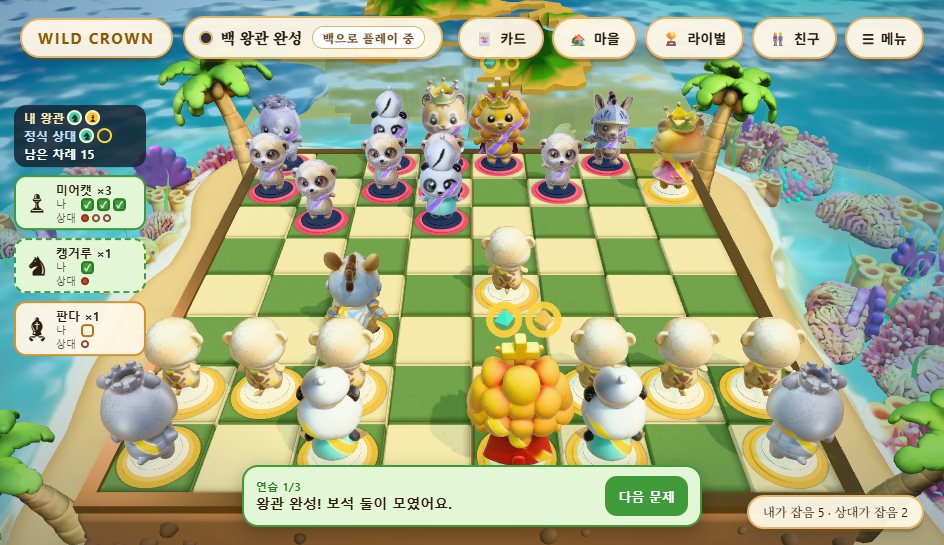 WILD CROWN
백 왕관 완성
백으로 플레이 중
카드
마을
라이벌
친구
☰ 메뉴
내 왕관
정식 상대
남은 차례 15
미어캣 ×3
나
상대
캥거루 ×1
나
상대
판다 ×1
나
상대
연습 1/3
왕관 완성! 보석 둘이 모였어요.
다음 문제
내가 잡음 5 · 상대가 잡음 2